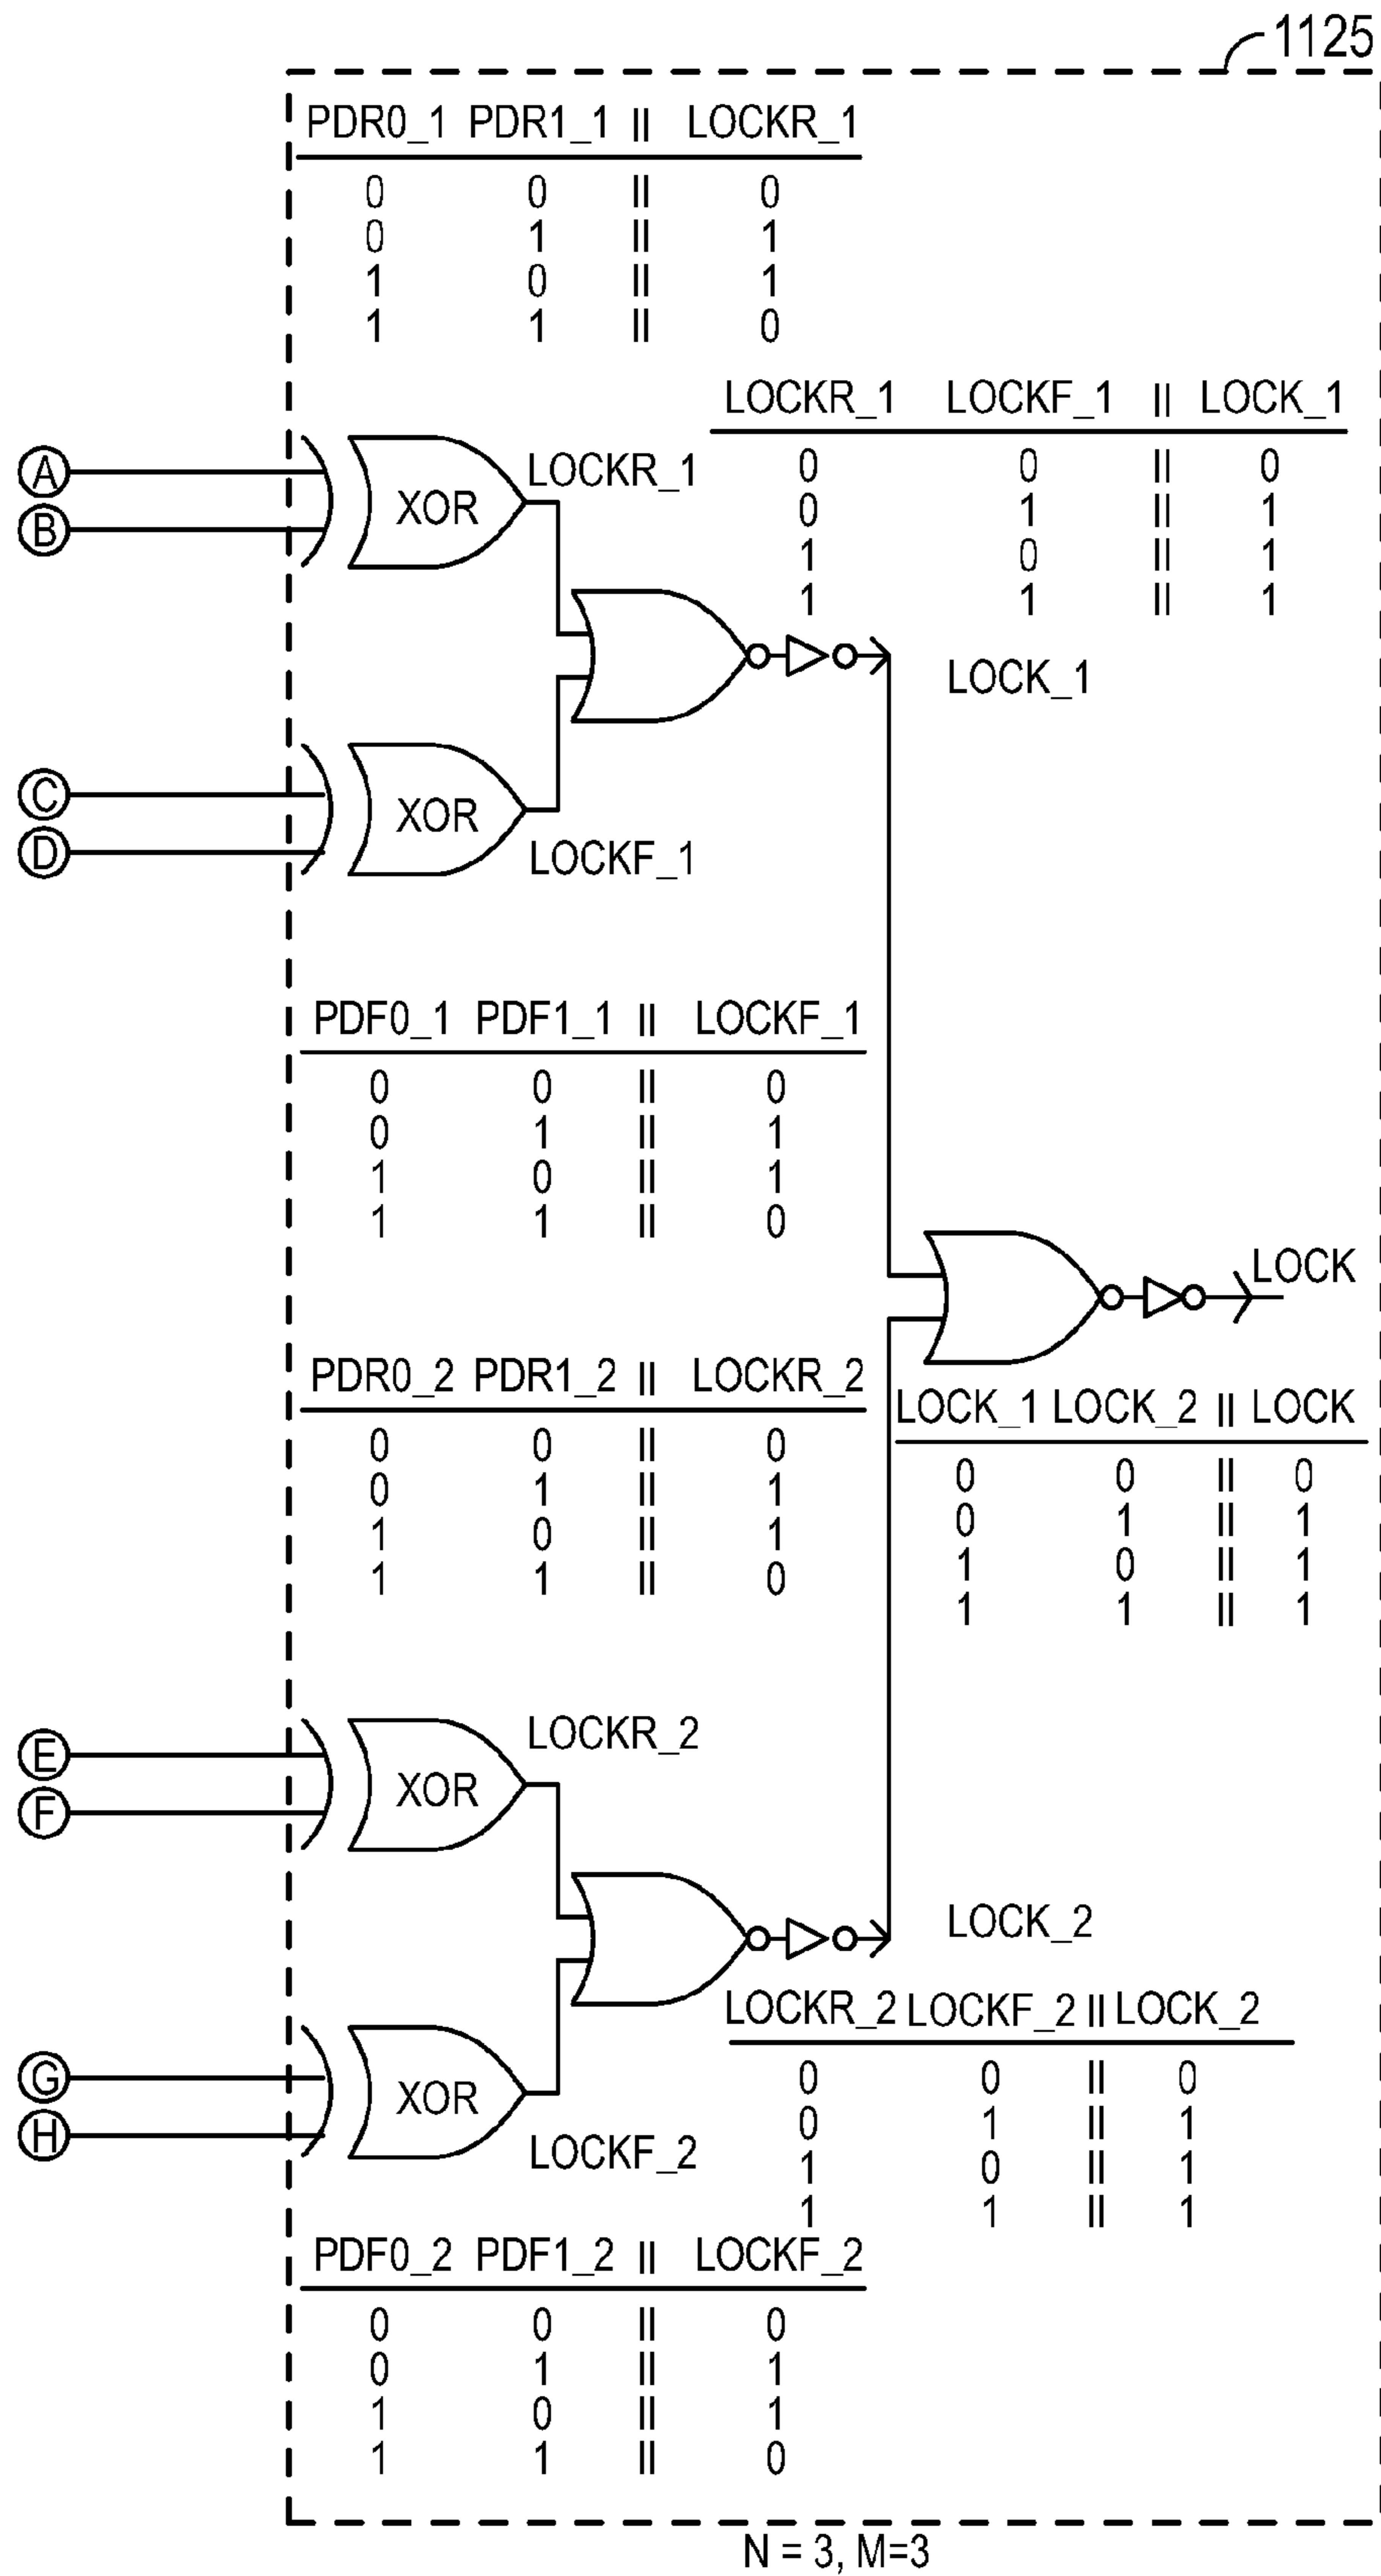 1125
PDR0_1 PDR1_1 || LOCKR_1
0 0 || 0
0 1 || 1
1 0 || 1
1 1 || 0
LOCKR_1 LOCKF_1 || LOCK_1
0 0 || 0
0 1 || 1
1 0 || 1
1 1 || 1
A
B
XOR
LOCKR_1
LOCK_1
C
D
XOR
LOCKF_1
PDF0_1 PDF1_1 || LOCKF_1
0 0 || 0
0 1 || 1
1 0 || 1
1 1 || 0
LOCK
PDR0_2 PDR1_2 || LOCKR_2
0 0 || 0
0 1 || 1
1 0 || 1
1 1 || 0
LOCK_1 LOCK_2 || LOCK
0 0 || 0
0 1 || 1
1 0 || 1
1 1 || 1
E
F
XOR
LOCKR_2
LOCK_2
G
H
XOR
LOCKF_2
LOCKR_2 LOCKF_2 || LOCK_2
0 0 || 0
0 1 || 1
1 0 || 1
1 1 || 1
PDF0_2 PDF1_2 || LOCKF_2
0 0 || 0
0 1 || 1
1 0 || 1
1 1 || 0
N = 3, M=3